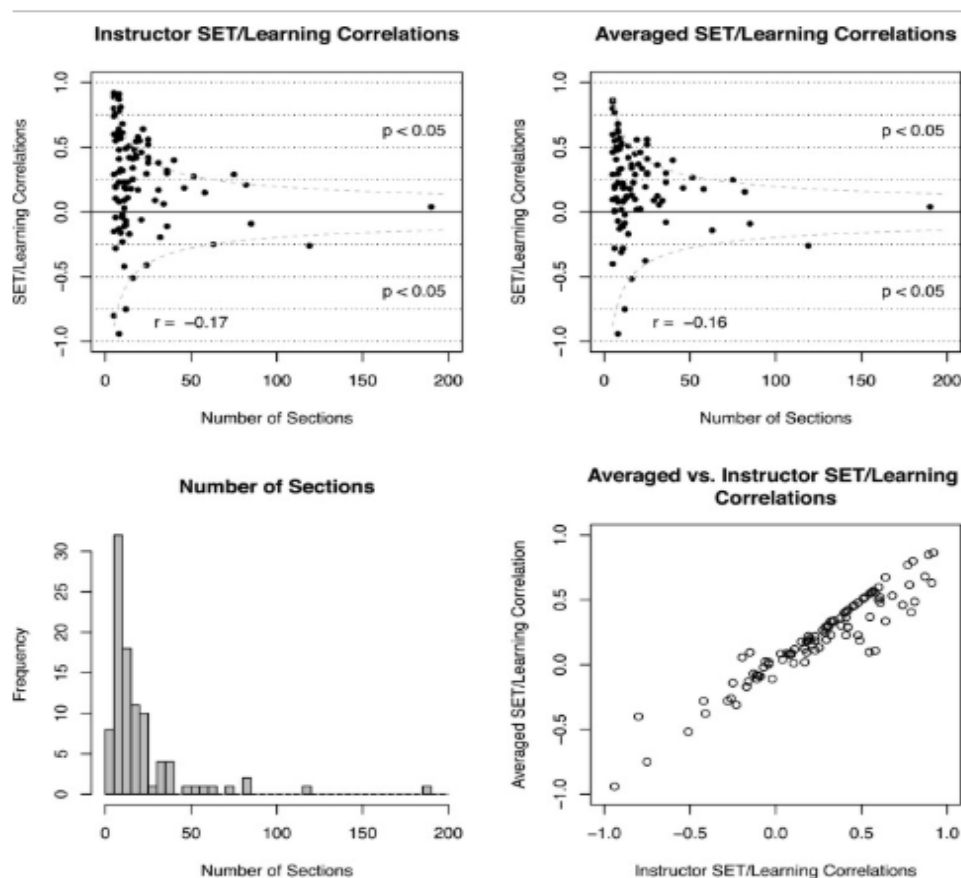 Instructor SET/Learning Correlations
SET/Learning Correlations
1.0
0.5
0.0
−0.5
−1.0
p < 0.05
p < 0.05
r = −0.17
0 50 100 150 200
Number of Sections
Averaged SET/Learning Correlations
SET/Learning Correlations
1.0
0.5
0.0
−0.5
−1.0
p < 0.05
p < 0.05
r = −0.16
0 50 100 150 200
Number of Sections
Number of Sections
Frequency
30
20
10
5
0
0 50 100 150 200
Number of Sections
Averaged vs. Instructor SET/Learning
Correlations
Averaged SET/Learning Correlation
1.0
0.5
0.0
−0.5
−1.0
−1.0 −0.5 0.0 0.5 1.0
Instructor SET/Learning Correlations